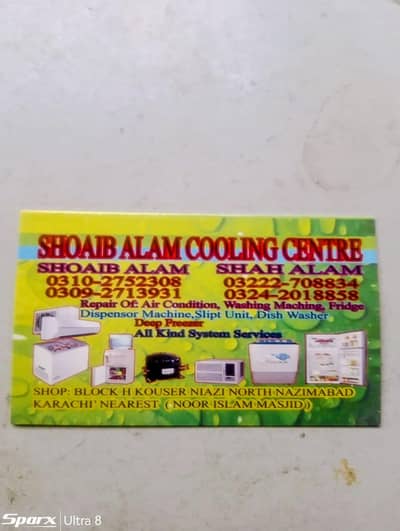 SHOAIB ALAM COOLING CENTRE
SHOAIB ALAM SHAH ALAM
0310-2752308 03222-708834
0309-2713931 0324-2018858
Repair Of: Air Condition, Washing Maching, Fridge
Dispensor Machine,Slipt Unit, Dish Washer
Deep Freezer
All Kind System Services
SHOP: BLOCK H KOUSER NIAZI NORTH NAZIMABAD
KARACHI' NEAREST ( NOOR ISLAM MASJID )
Sparx Ultra 8